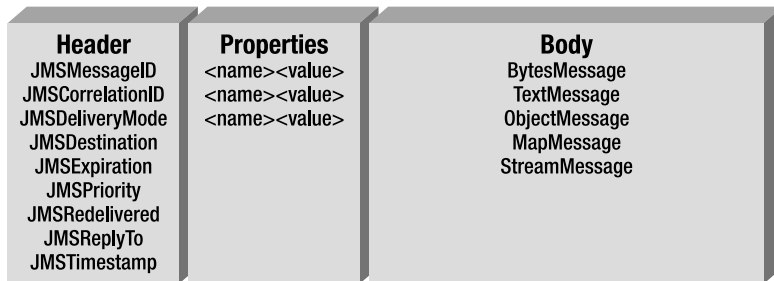 Header
JMSMessageID
JMSCorrelationID
JMSDeliveryMode
JMSDestination
JMSExpiration
JMSPriority
JMSRedelivered
JMSReplyTo
JMSTimestamp
Properties
<name><value>
<name><value>
<name><value>
Body
BytesMessage
TextMessage
ObjectMessage
MapMessage
StreamMessage